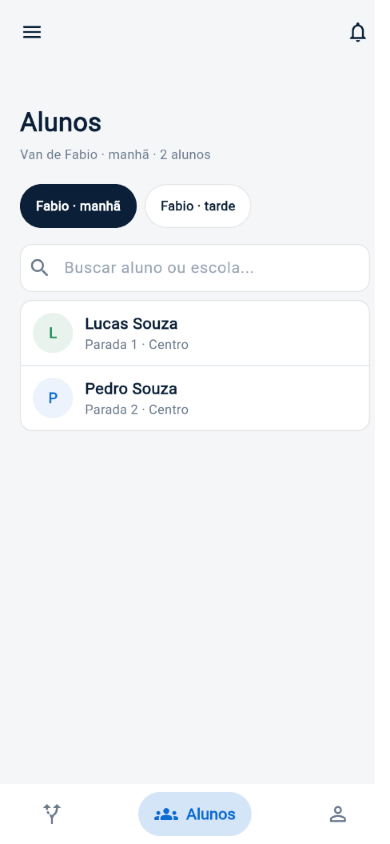 Alunos
Van de Fabio · manhã · 2 alunos
Fabio · manhã
Fabio · tarde
Buscar aluno ou escola...
L
Lucas Souza
Parada 1 · Centro
P
Pedro Souza
Parada 2 · Centro
Alunos